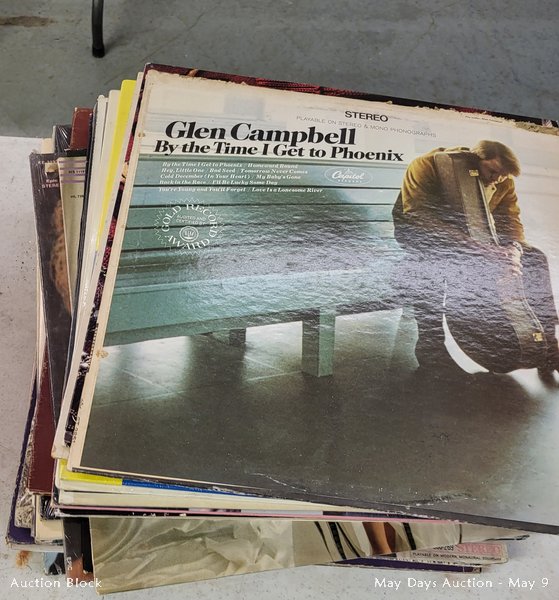 STEREO
PLAYABLE ON STEREO & MONO PHONOGRAPHS
Glen Campbell
By the Time I Get to Phoenix
By the Time I Get to Phoenix / Homeward Bound
Hey, Little One / Bad Seed / Tomorrow Never Comes
Cold December (In Your Heart) / My Baby's Gone
Back in the Race / I'll Be Lucky Some Day
You're Young and You'll Forget / Love Is a Lonesome River
Capitol
GOLD RECORD
STEREO
Auction Block
May Days Auction - May 9